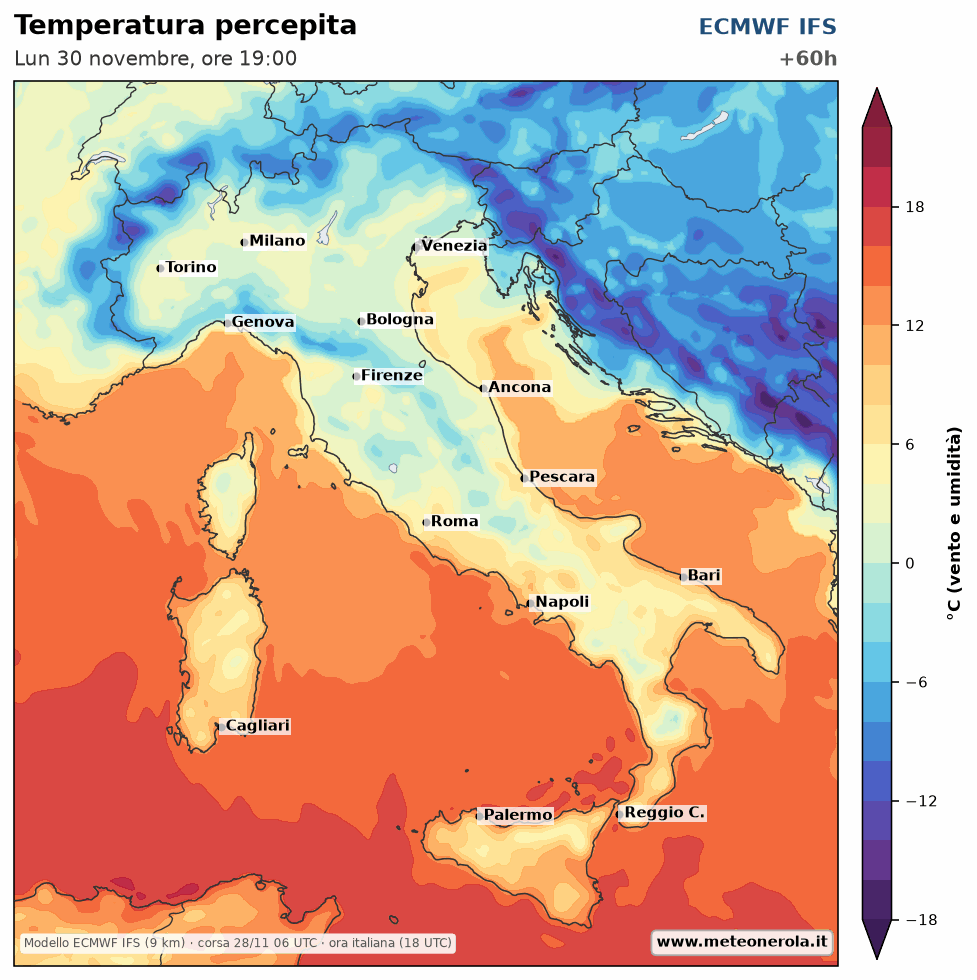 Temperatura percepita
ECMWF IFS
Lun 30 novembre, ore 19:00
+60h
Milano
Venezia
Torino
Genova
Bologna
Firenze
Ancona
Pescara
Roma
Bari
Napoli
Cagliari
Palermo
Reggio C.
18
12
6
0
−6
−12
−18
°C (vento e umidità)
Modello ECMWF IFS (9 km) · corsa 28/11 06 UTC · ora italiana (18 UTC)
www.meteonerola.it